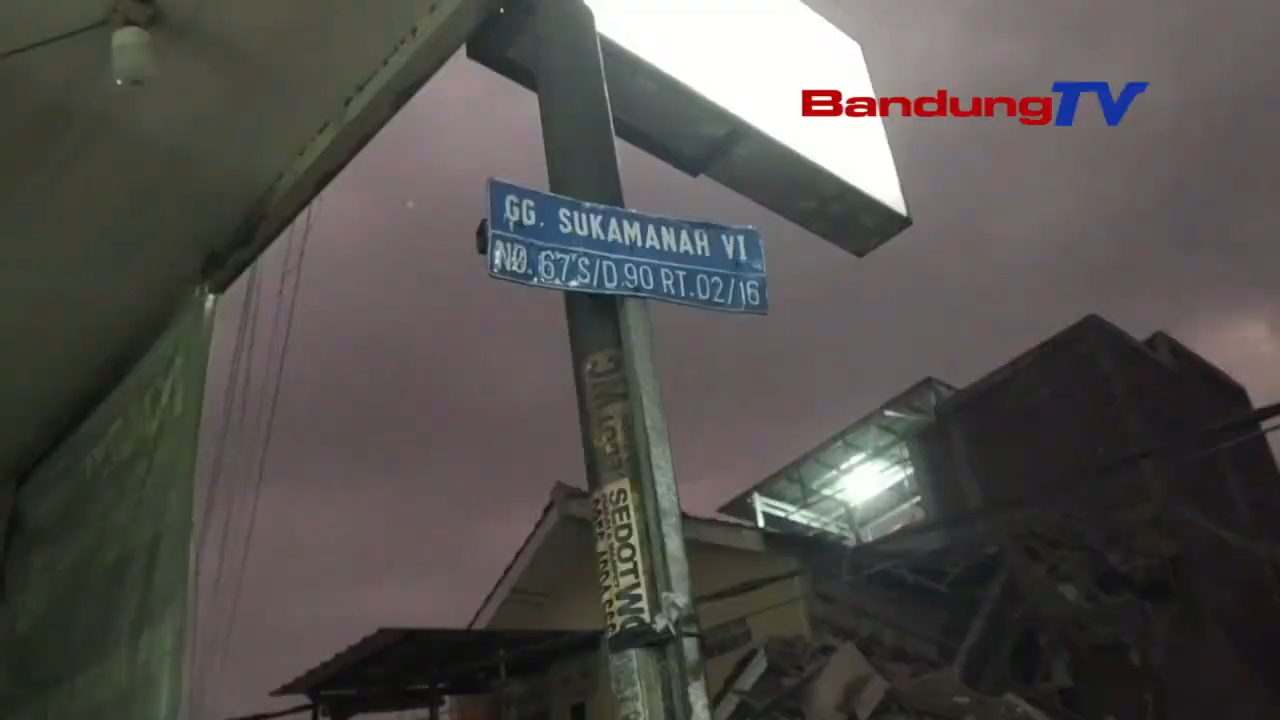 BandungTV
GG. SUKAMANAH VI
NO. 67 S/D.90 RT.02/16
SEDOT WC